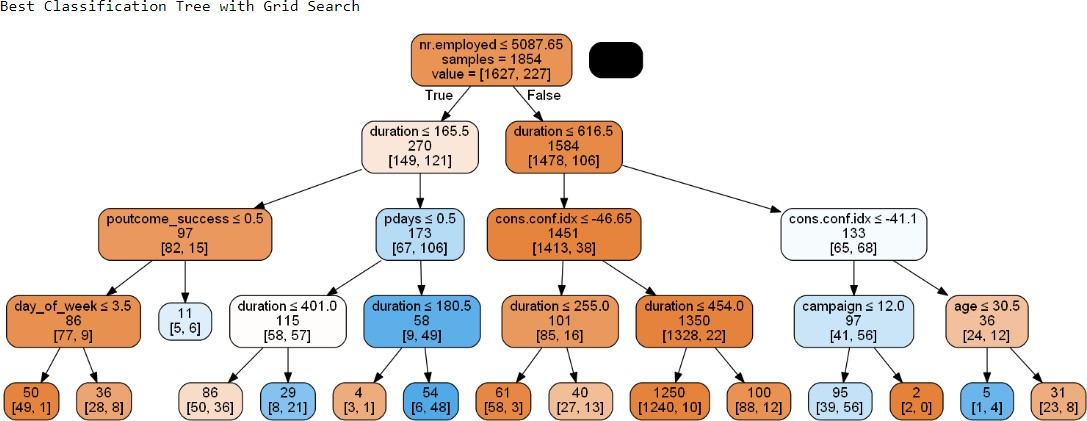 Best Classification Tree with Grid Search
nr.employed ≤ 5087.65
samples = 1854
value = [1627, 227]
True
False
duration ≤ 165.5
270
[149, 121]
duration ≤ 616.5
1584
[1478, 106]
poutcome_success ≤ 0.5
97
[82, 15]
pdays ≤ 0.5
173
[67, 106]
cons.conf.idx ≤ -46.65
1451
[1413, 38]
cons.conf.idx ≤ -41.1
133
[65, 68]
day_of_week ≤ 3.5
86
[77, 9]
11
[5, 6]
duration ≤ 401.0
115
[58, 57]
duration ≤ 180.5
58
[9, 49]
duration ≤ 255.0
101
[85, 16]
duration ≤ 454.0
1350
[1328, 22]
campaign ≤ 12.0
97
[41, 56]
age ≤ 30.5
36
[24, 12]
50
[49, 1]
36
[28, 8]
86
[50, 36]
29
[8, 21]
4
[3, 1]
54
[6, 48]
61
[58, 3]
40
[27, 13]
1250
[1240, 10]
100
[88, 12]
95
[39, 56]
2
[2, 0]
5
[1, 4]
31
[23, 8]